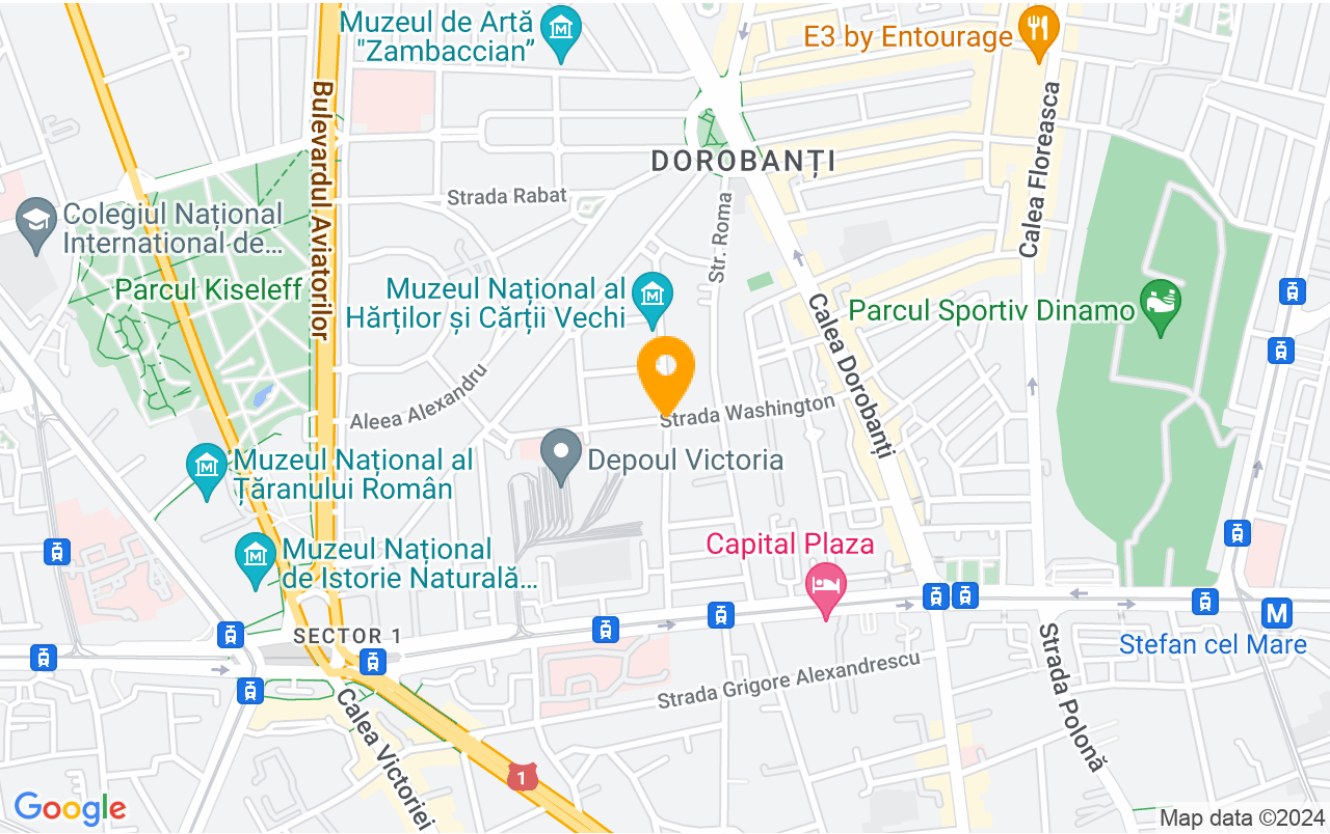 Muzeul de Artă
"Zambaccian"
E3 by Entourage
Bulevardul Aviatorilor
Calea Floreasca
DOROBANȚI
Strada Rabat
Colegiul Național
International de...
Str. Roma
Parcul Kiseleff
Muzeul Național al
Hărților și Cărții Vechi
Parcul Sportiv Dinamo
Calea Dorobanți
Aleea Alexandru
Strada Washington
Muzeul Național al
Țăranului Român
Depoul Victoria
Muzeul Național
de Istorie Naturală...
Capital Plaza
SECTOR 1
M
Stefan cel Mare
Strada Grigore Alexandrescu
Strada Polonă
Calea Victoriei
1
Google
Map data ©2024